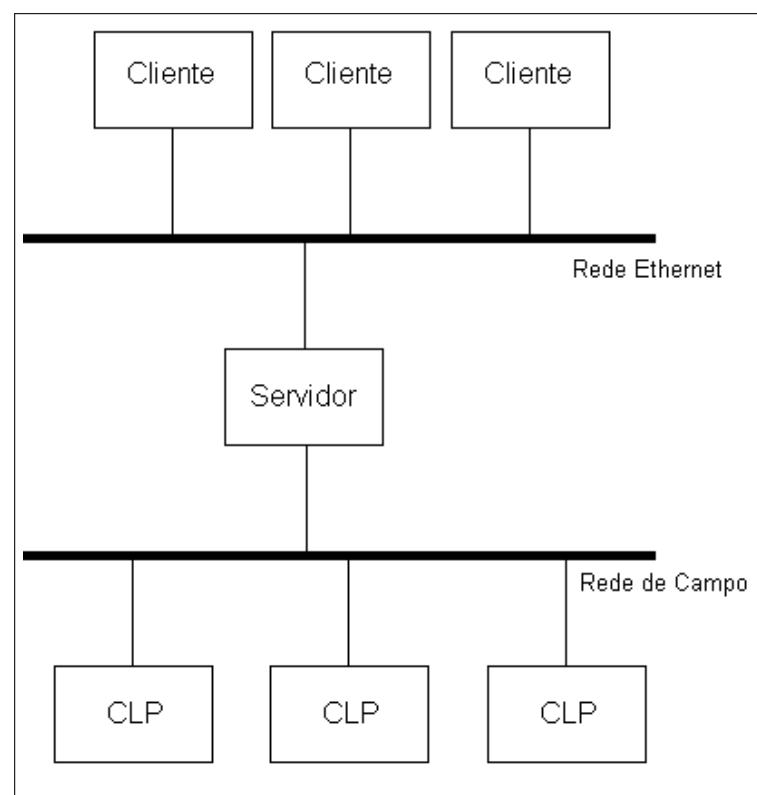 Cliente
Cliente
Cliente
Rede Ethernet
Servidor
Rede de Campo
CLP
CLP
CLP